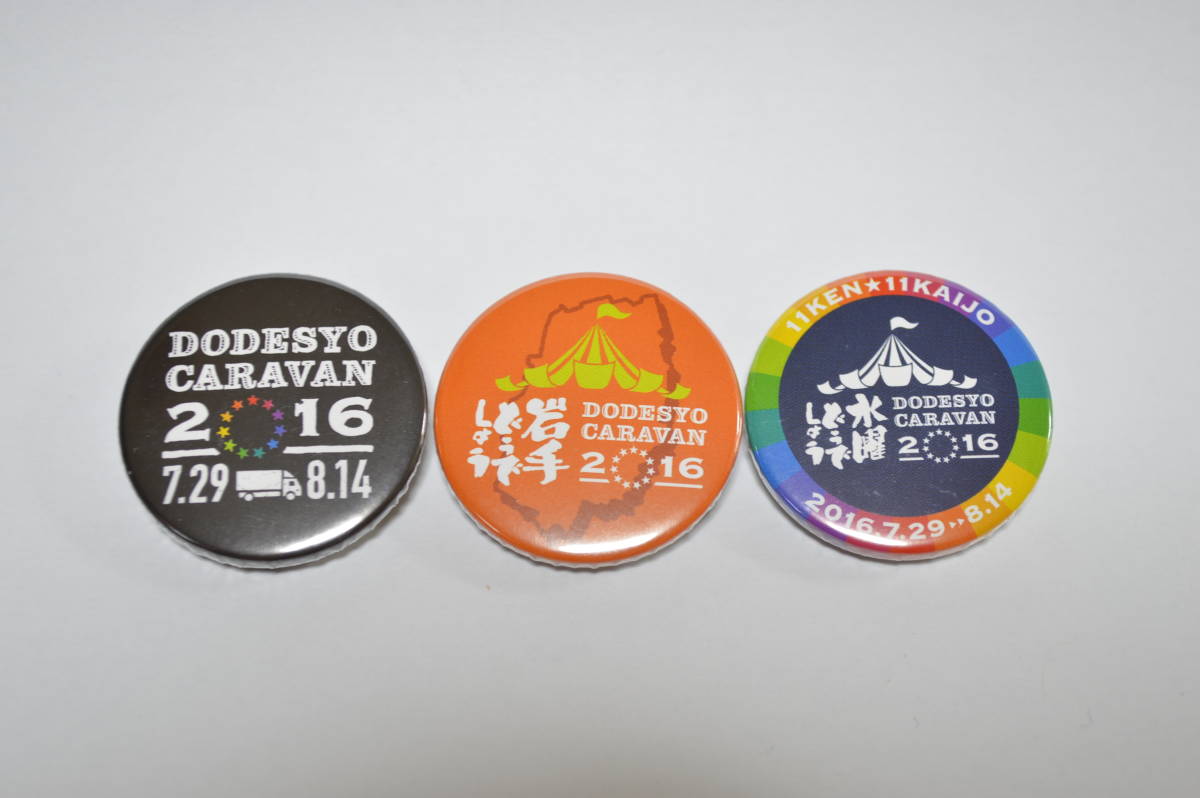 DODESYO
CARAVAN
2016
7.29 8.14
岩手
どうで
しょう
DODESYO
CARAVAN
2016
11KEN★11KAIJO
水曜
どうで
しょう
DODESYO
CARAVAN
2016
2016.7.29▸▸8.14